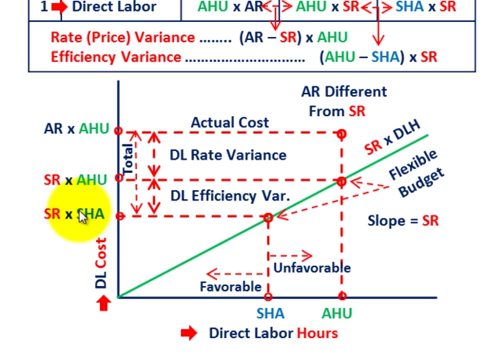 1 ➡ Direct Labor AHU x AR AHU x SR SHA x SR
Rate (Price) Variance ........ (AR – SR) x AHU
Efficiency Variance .............................. (AHU – SHA) x SR
AR Different
From SR
Actual Cost
AR x AHU
SR x DLH
Total
DL Rate Variance
Flexible
Budget
SR x AHU
DL Efficiency Var.
SR x SHA
Slope = SR
DL Cost
Unfavorable
Favorable
SHA AHU
Direct Labor Hours